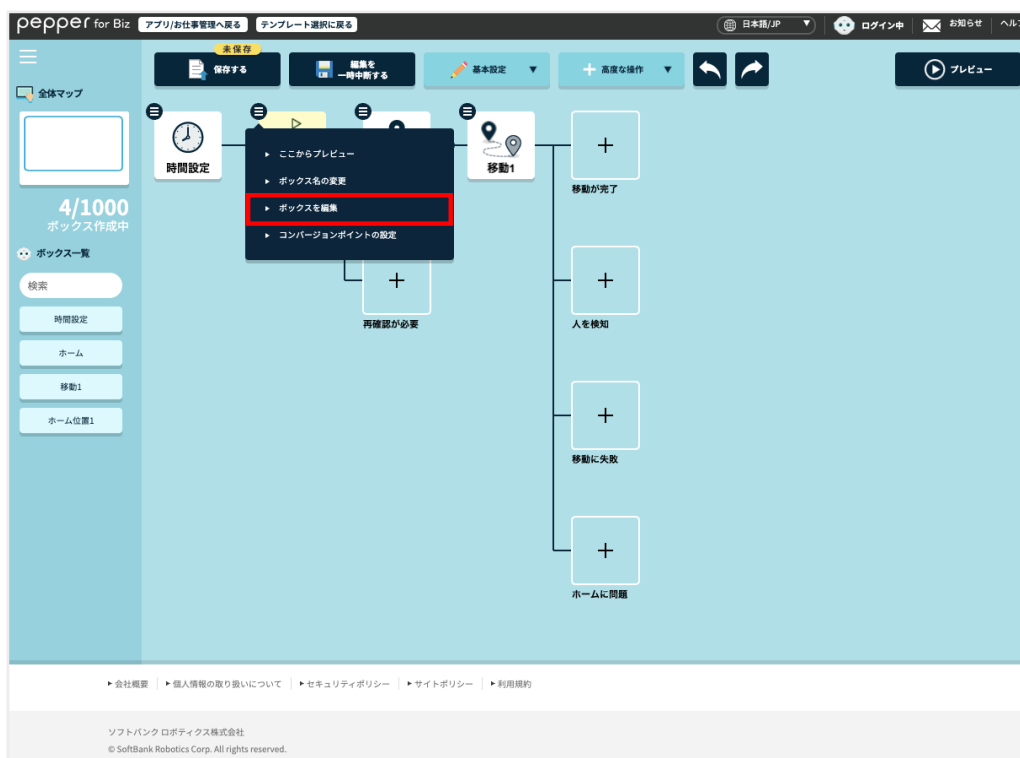 pepper for Biz アプリ/お仕事管理へ戻る テンプレート選択に戻る 日本語/JP ▼ ログイン中 お知らせ
未保存
保存する
編集を
一時中断する
基本設定 ▼
高度な操作 ▼
プレビュー
全体マップ
4/1000
ボックス作成中
ボックス一覧
検索
時間設定
ホーム
移動1
ホーム位置1
時間設定
ここからプレビュー
ボックス名の変更
ボックスを編集
コンバージョンポイントの設定
再確認が必要
移動1
移動が完了
人を検知
移動に失敗
ホームに問題
会社概要 個人情報の取り扱いについて セキュリティポリシー サイトポリシー 利用規約
ソフトバンク ロボティクス株式会社
© SoftBank Robotics Corp. All rights reserved.